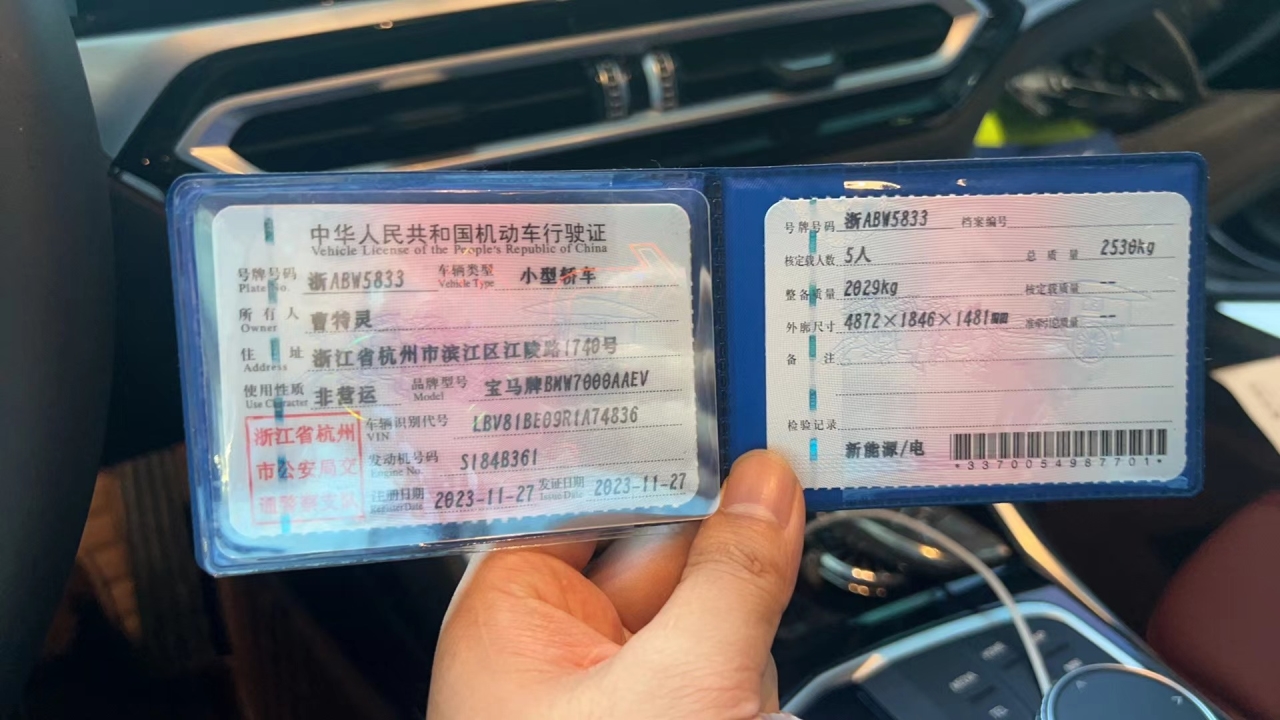 中华人民共和国机动车行驶证
Vehicle License of the People's Republic of China
号牌号码 浙ABW5833 车辆类型 小型轿车
Plate No. Vehicle Type
所有人 曹特灵
Owner
住址 浙江省杭州市滨江区江陵路1740号
Address
使用性质 非营运 品牌型号 宝马牌BMW7000AAEV
Use Character Model
浙江省杭州
市公安局交
通警察支队
车辆识别代号 LBV81BE09R1A74836
VIN
发动机号码 S184B361
Engine No.
注册日期 2023-11-27 发证日期 2023-11-27
Register Date Issue Date
号牌号码 浙ABW5833 档案编号
核定载人数 5人 总质量 2530kg
整备质量 2029kg 核定载质量 --
外廓尺寸 4872×1846×1481mm 准牵引总质量 --
备注
检验记录
新能源/电
*3370054987701*